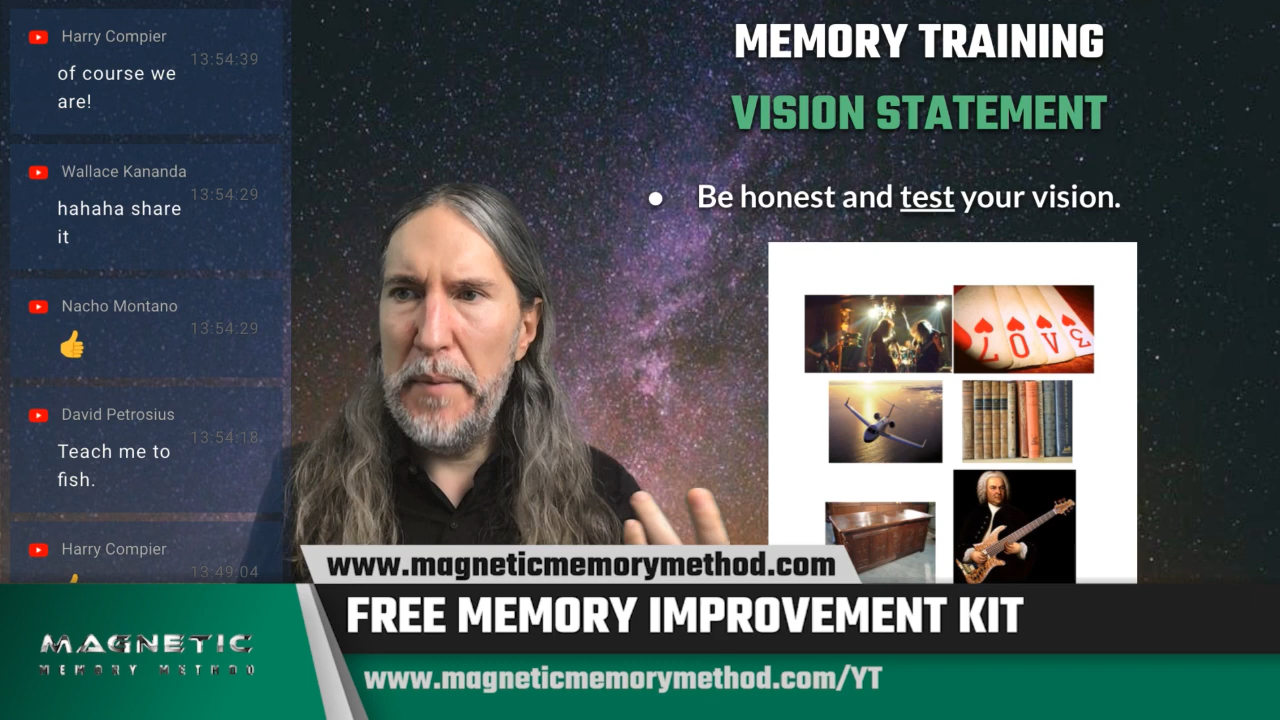 Harry Compier
13:54:39
of course we
are!
Wallace Kananda
13:54:29
hahaha share
it
Nacho Montano
13:54:29
David Petrosius
13:54:18
Teach me to
fish.
Harry Compier
13:49:04
MEMORY TRAINING
VISION STATEMENT
• Be honest and test your vision.
LOVE
www.magneticmemorymethod.com
FREE MEMORY IMPROVEMENT KIT
www.magneticmemorymethod.com/YT
MAGNETIC
MEMORY METHOD